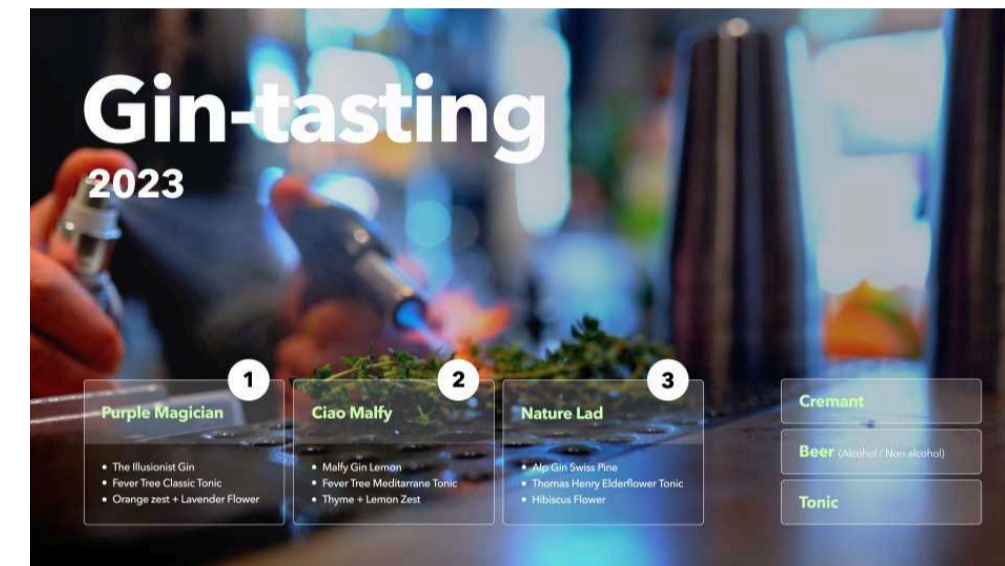 Gin-tasting
2023
1
Purple Magician
• The Illusionist Gin
• Fever Tree Classic Tonic
• Orange zest + Lavender Flower
2
Ciao Malfy
• Malfy Gin Lemon
• Fever Tree Meditarrane Tonic
• Thyme + Lemon Zest
3
Nature Lad
• Alp Gin Swiss Pine
• Thomas Henry Elderflower Tonic
• Hibiscus Flower
Cremant
Beer (Alcohol / Non-alcohol)
Tonic